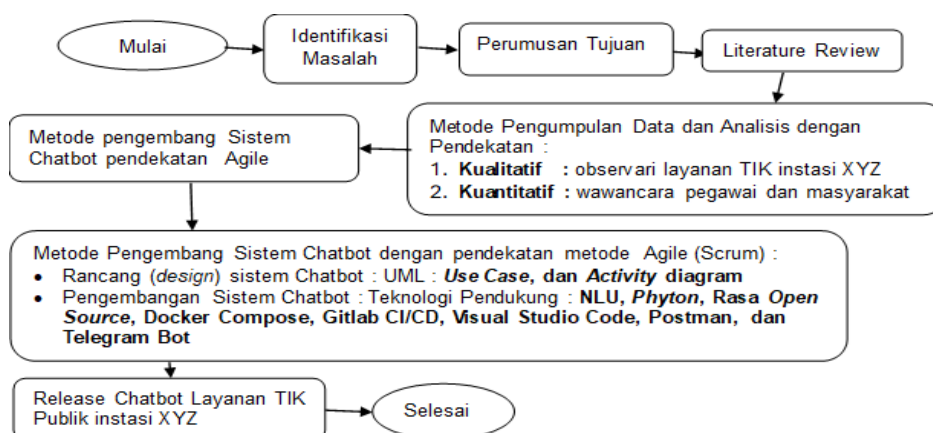 Mulai
Identifikasi
Masalah
Perumusan Tujuan
Literature Review
Metode Pengumpulan Data dan Analisis dengan
Pendekatan :
1. Kualitatif : observari layanan TIK instasi XYZ
2. Kuantitatif : wawancara pegawai dan masyarakat
Metode pengembang Sistem
Chatbot pendekatan Agile
Metode Pengembang Sistem Chatbot dengan pendekatan metode Agile (Scrum) :
• Rancang (design) sistem Chatbot : UML : Use Case, dan Activity diagram
• Pengembangan Sistem Chatbot : Teknologi Pendukung : NLU, Phyton, Rasa Open
Source, Docker Compose, Gitlab CI/CD, Visual Studio Code, Postman, dan
Telegram Bot
Release Chatbot Layanan TIK
Publik instasi XYZ
Selesai